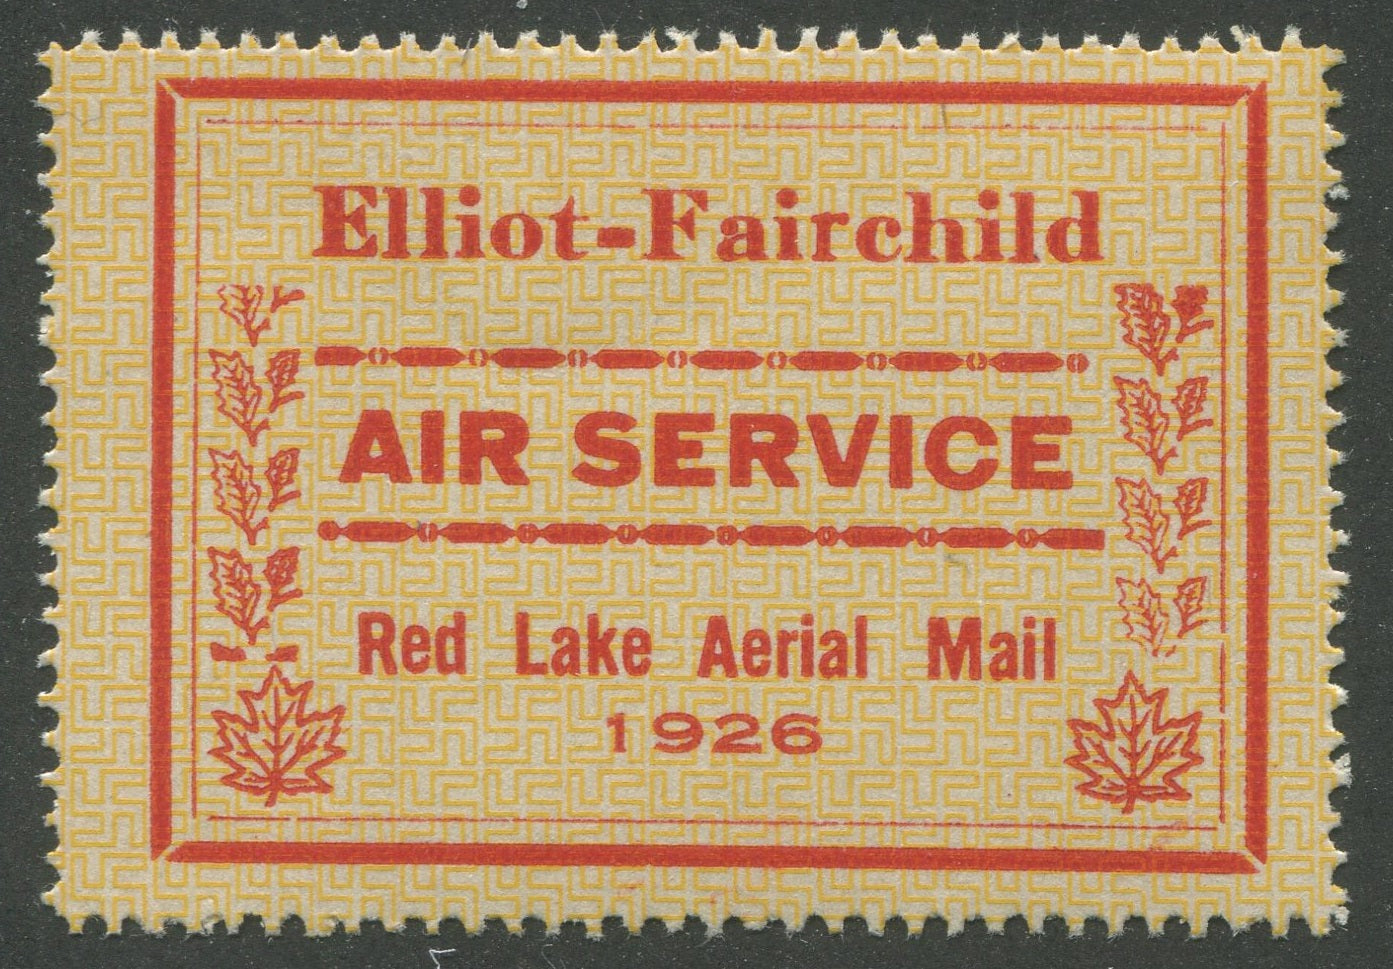 Elliot-Fairchild
AIR SERVICE
Red Lake Aerial Mail
1926